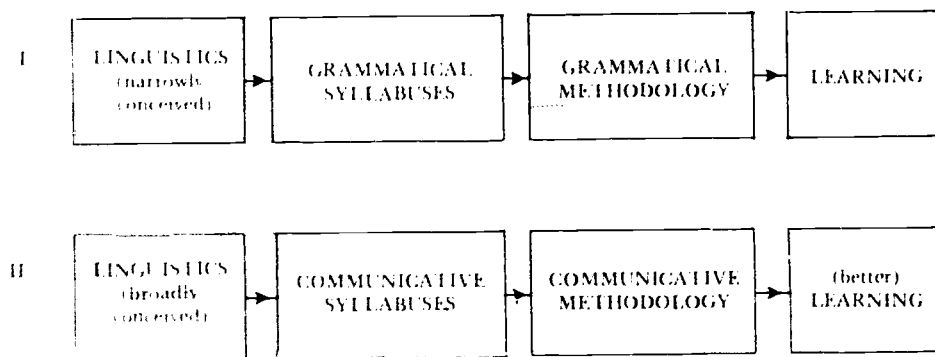 I
LINGUISTICS
(narrowly
conceived)
GRAMMATICAL
SYLLABUSES
GRAMMATICAL
METHODOLOGY
LEARNING
II
LINGUISTICS
(broadly
conceived)
COMMUNICATIVE
SYLLABUSES
COMMUNICATIVE
METHODOLOGY
(better)
LEARNING